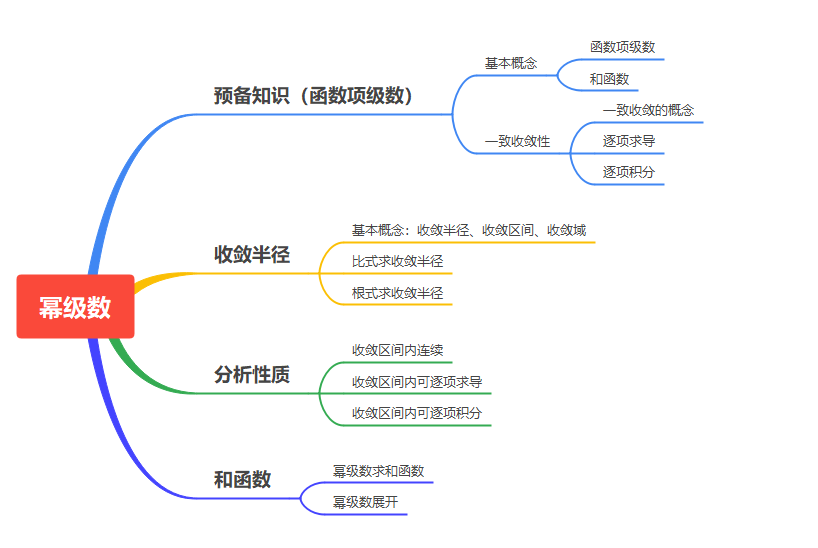 幂级数
预备知识（函数项级数）
基本概念
函数项级数
和函数
一致收敛性
一致收敛的概念
逐项求导
逐项积分
收敛半径
基本概念：收敛半径、收敛区间、收敛域
比式求收敛半径
根式求收敛半径
分析性质
收敛区间内连续
收敛区间内可逐项求导
收敛区间内可逐项积分
和函数
幂级数求和函数
幂级数展开